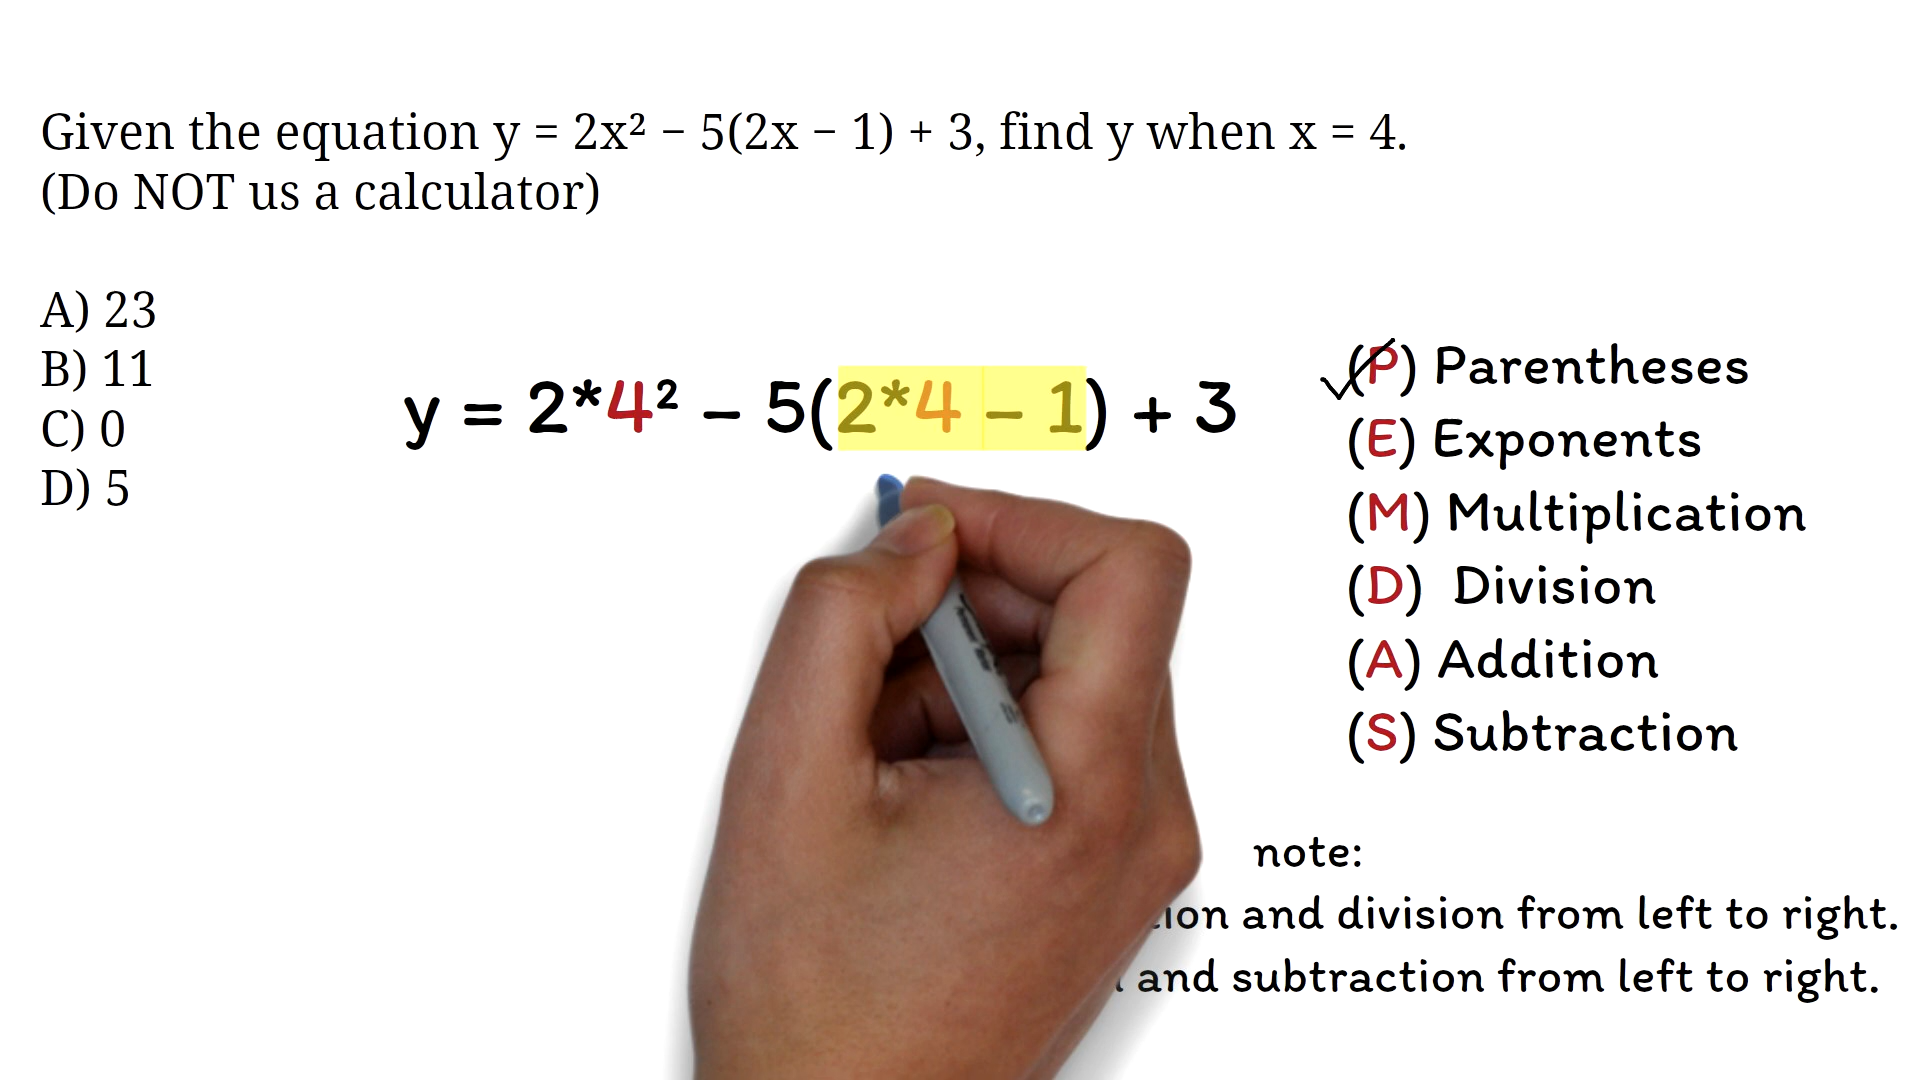 Given the equation y = 2x² − 5(2x − 1) + 3, find y when x = 4.
(Do NOT us a calculator)
A) 23
B) 11
C) 0
D) 5
y = 2*4² − 5(2*4 − 1) + 3
(P) Parentheses
(E) Exponents
(M) Multiplication
(D) Division
(A) Addition
(S) Subtraction
note:
and division from left to right.
and subtraction from left to right.